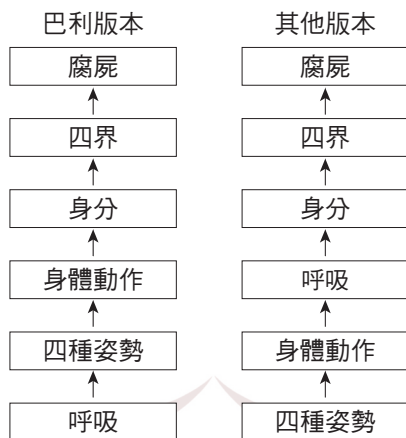 巴利版本 其他版本
腐屍 腐屍
四界 四界
身分 身分
身體動作 呼吸
四種姿勢 身體動作
呼吸 四種姿勢